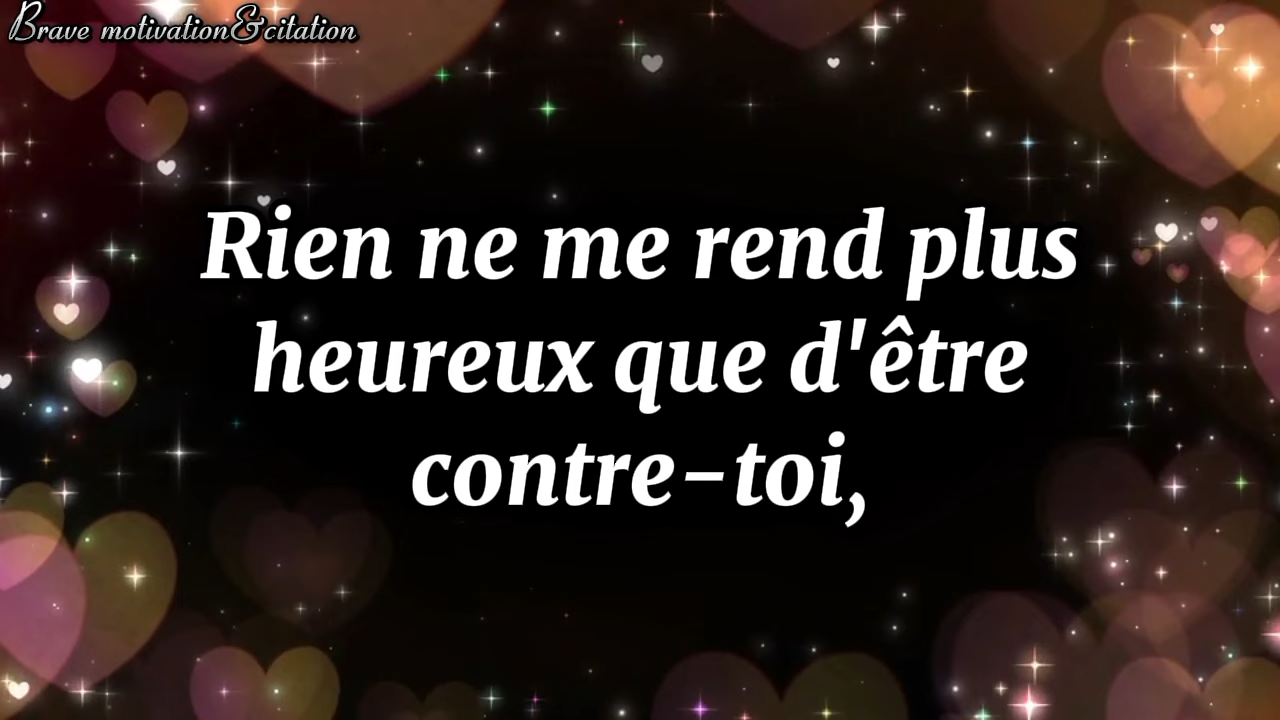 Brave motivation&citation
Rien ne me rend plus
heureux que d'être
contre-toi,